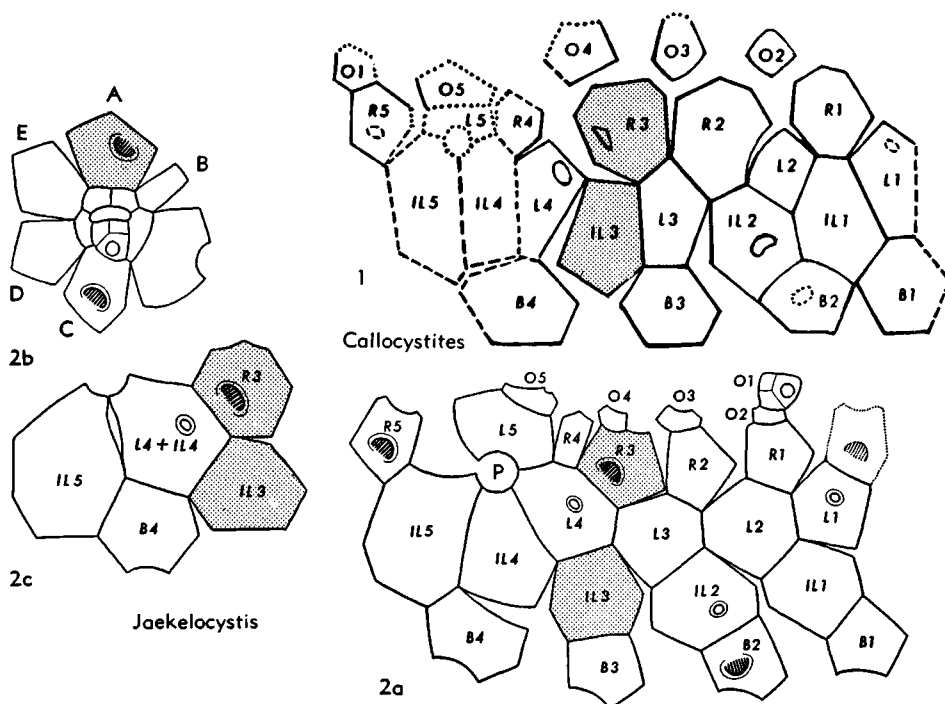 A
E
B
D
C
2b
O1
R5
O5
L5
R4
O4
O3
O2
R3
R2
R1
L4
L2
L1
IL5
IL4
IL3
L3
IL2
IL1
B4
B3
B2
B1
1
Callocystites
R3
L4+IL4
IL5
IL3
B4
2c
Jaekelocystis
O5
O4
O3
O1
O2
R5
L5
R4
R3
R2
R1
P
L4
L3
L2
L1
IL5
IL4
IL3
IL2
IL1
B4
B3
B2
B1
2a